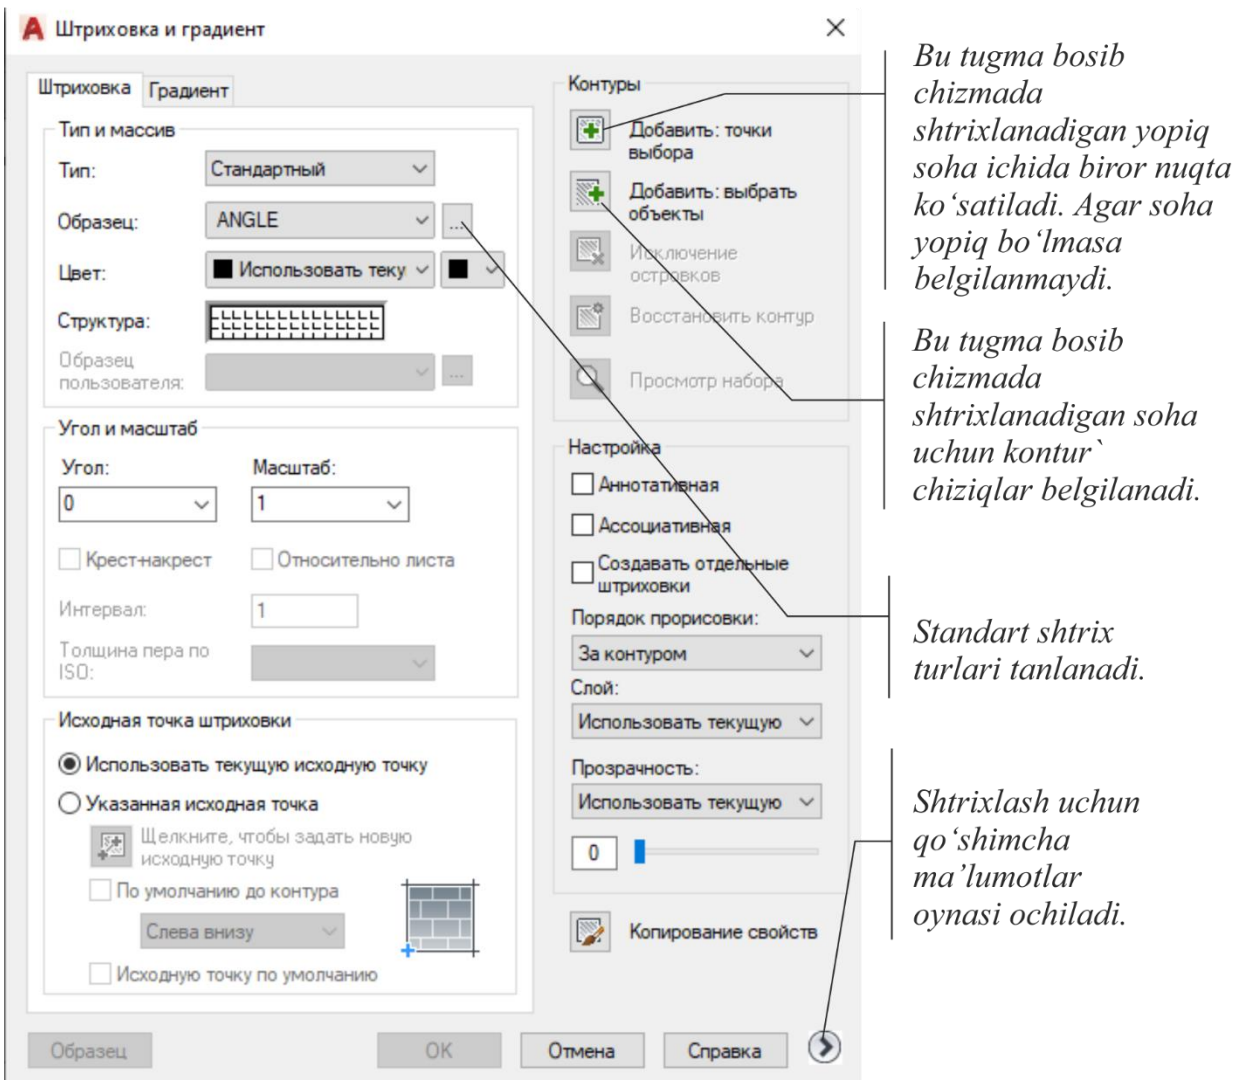 Штриховка и градиент
Штриховка
Градиент
Тип и массив
Тип:
Стандартный
Образец:
ANGLE
...
Цвет:
Использовать теку
Структура:
Образец
пользователя:
...
Угол и масштаб
Угол:
Масштаб:
0
1
Крест-накрест
Относительно листа
Интервал:
1
Толщина пера по
ISO:
Исходная точка штриховки
Использовать текущую исходную точку
Указанная исходная точка
Щелкните, чтобы задать новую
исходную точку
По умолчанию до контура
Слева внизу
Исходную точку по умолчанию
Контуры
Добавить: точки
выбора
Добавить: выбрать
объекты
Исключение
островков
Восстановить контур
Просмотр набора
Настройка
Аннотативная
Ассоциативная
Создавать отдельные
штриховки
Порядок прорисовки:
За контуром
Слой:
Использовать текущую
Прозрачность:
Использовать текущую
0
Копирование свойств
Образец
OK
Отмена
Справка
Bu tugma bosib
chizmada
shtrixlanadigan yopiq
soha ichida biror nuqta
ko‘satiladi. Agar soha
yopiq bo‘lmasa
belgilanmaydi.
Bu tugma bosib
chizmada
shtrixlanadigan soha
uchun kontur`
chiziqlar belgilanadi.
Standart shtrix
turlari tanlanadi.
Shtrixlash uchun
qo‘shimcha
ma’lumotlar
oynasi ochiladi.